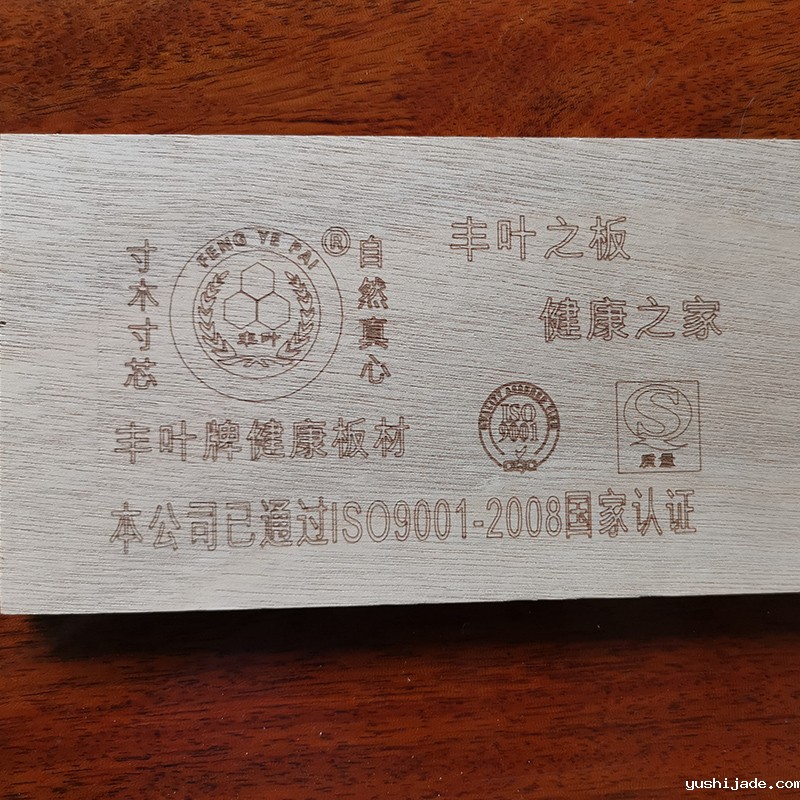 寸木寸芯
FENG YE PAI
®
丰叶
自然真心
丰叶之板
健康之家
丰叶牌健康板材
ISO
9001
CQC
S
质量
本公司已通过ISO9001-2008国家认证
yushijade.com